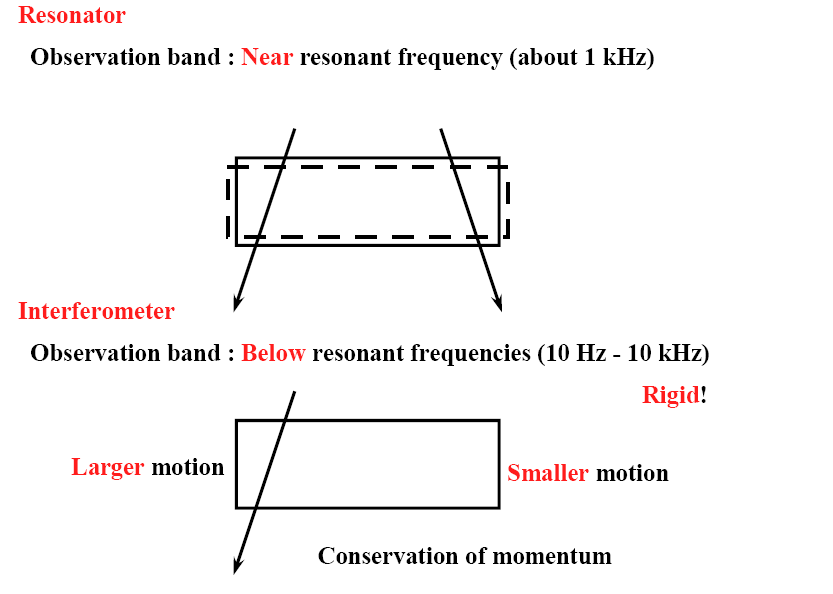 Resonator
Observation band : Near resonant frequency (about 1 kHz)
Interferometer
Observation band : Below resonant frequencies (10 Hz - 10 kHz)
Rigid!
Larger motion
Smaller motion
Conservation of momentum